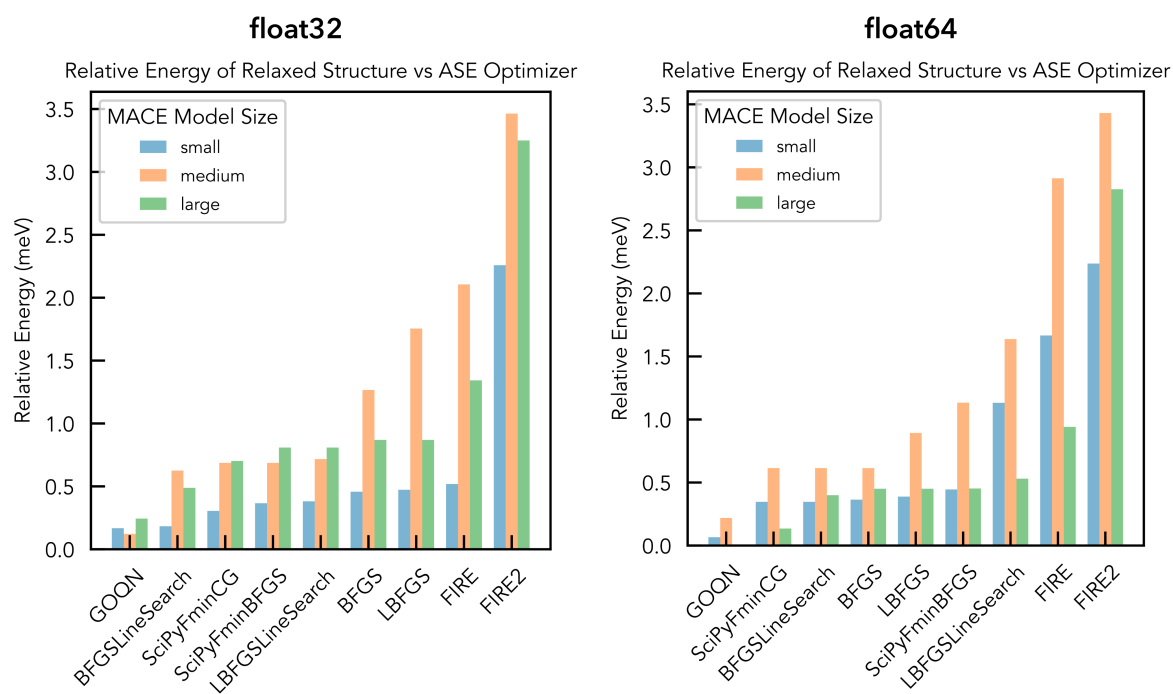 float32
Relative Energy of Relaxed Structure vs ASE Optimizer
MACE Model Size
small
medium
large
Relative Energy (meV)
3.5
3.0
2.5
2.0
1.5
1.0
0.5
0.0
GOQN
BFGSLineSearch
SciPyFminCG
SciPyFminBFGS
LBFGSLineSearch
BFGS
LBFGS
FIRE
FIRE2
float64
Relative Energy of Relaxed Structure vs ASE Optimizer
MACE Model Size
small
medium
large
Relative Energy (meV)
3.5
3.0
2.5
2.0
1.5
1.0
0.5
0.0
GOQN
SciPyFminCG
BFGSLineSearch
BFGS
LBFGS
SciPyFminBFGS
LBFGSLineSearch
FIRE
FIRE2